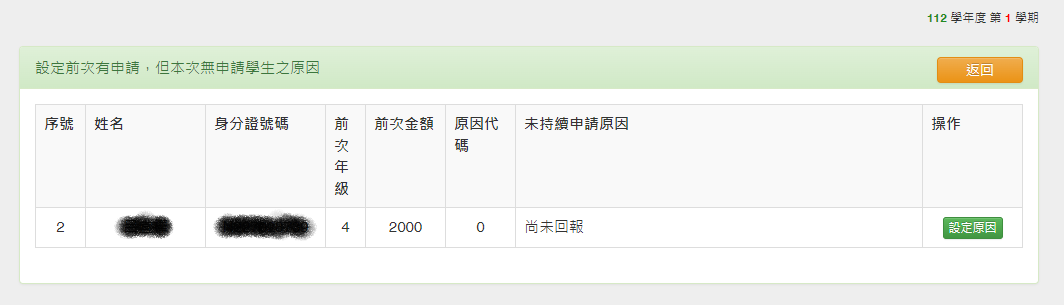 112 學年度 第 1 學期
設定前次有申請，但本次無申請學生之原因
返回
序號 姓名 身分證號碼 前次年級 前次金額 原因代碼 未持續申請原因 操作
2 4 2000 0 尚未回報 設定原因